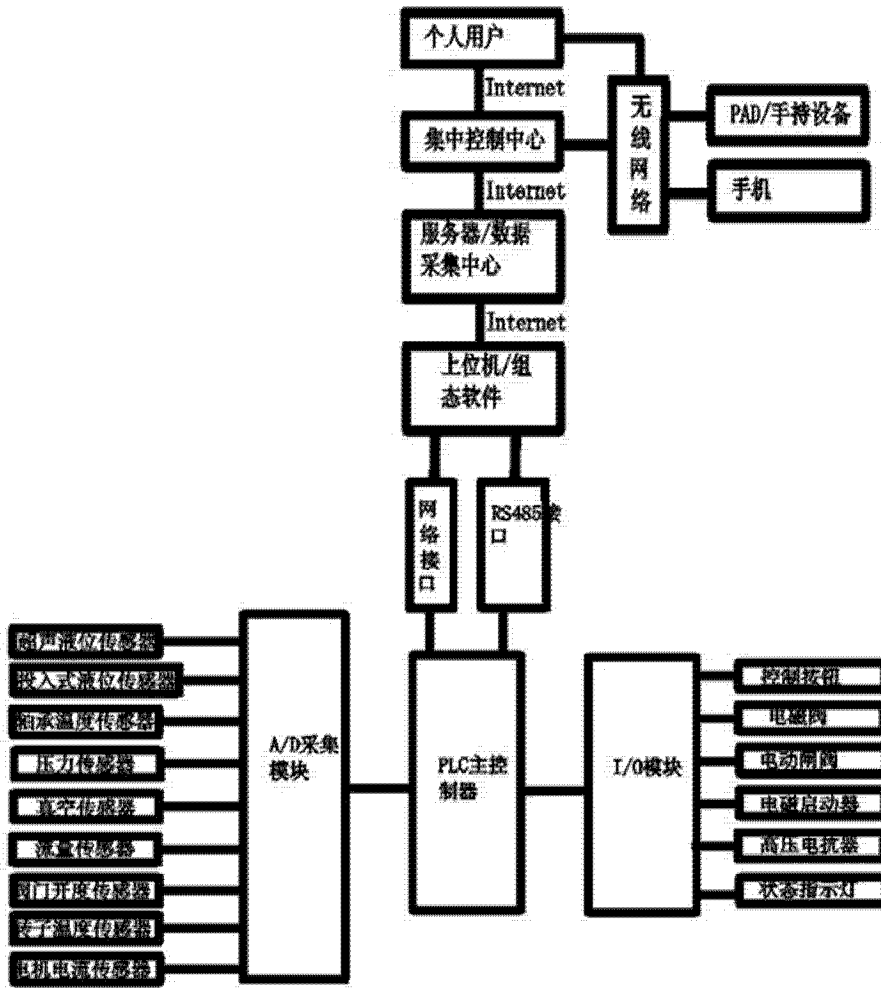 个人用户
Internet
集中控制中心
无线网络
PAD/手持设备
手机
Internet
服务器/数据
采集中心
Internet
上位机/组
态软件
网络接口
RS485接
口
超声液位传感器
投入式液位传感器
轴承温度传感器
压力传感器
真空传感器
流量传感器
阀门开度传感器
转子温度传感器
电机电流传感器
A/D采集
模块
PLC主控
制器
I/O模块
控制按钮
电磁阀
电动闸阀
电磁启动器
高压电抗器
状态指示灯